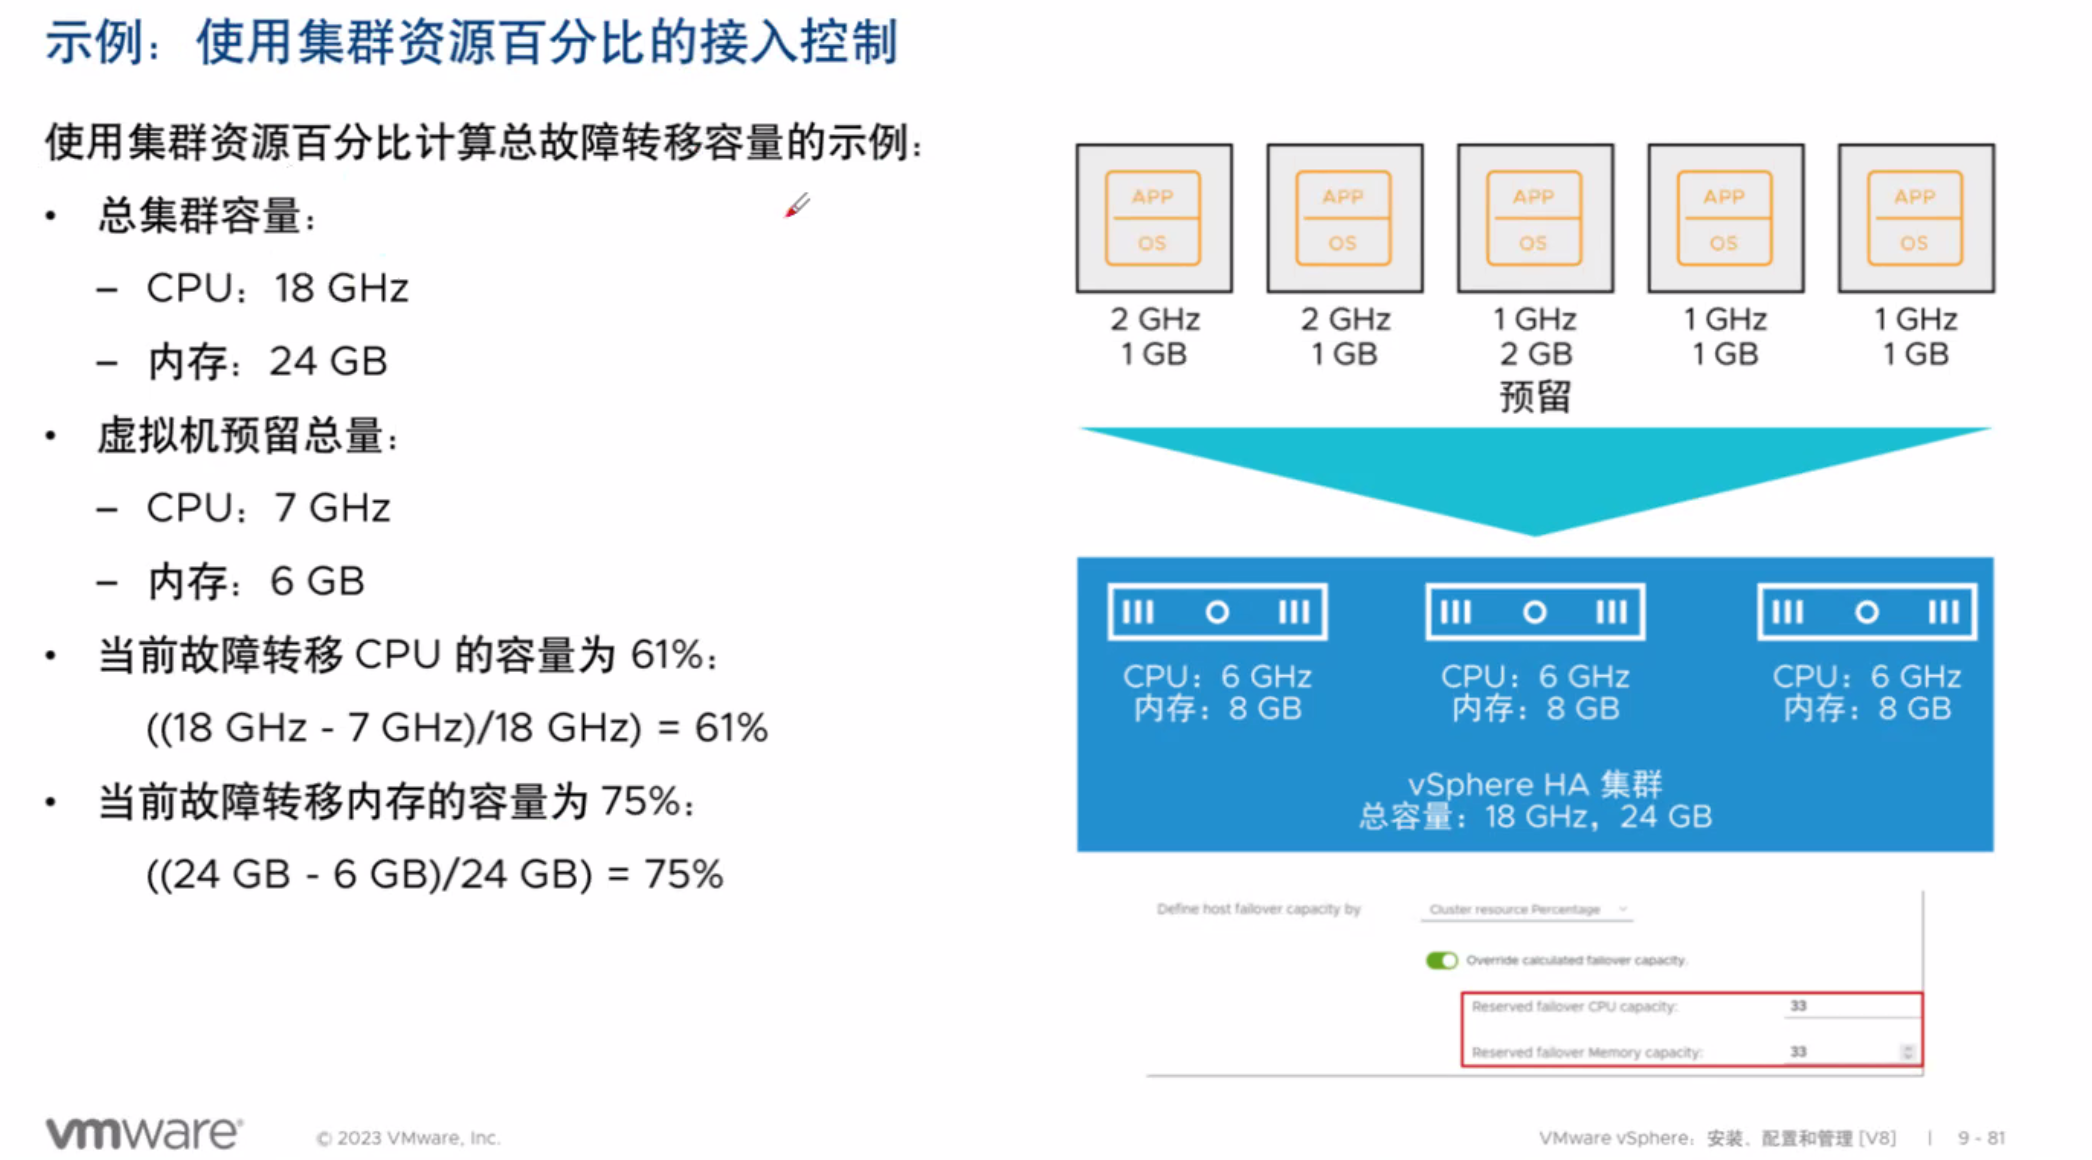 示例：使用集群资源百分比的接入控制
使用集群资源百分比计算总故障转移容量的示例：
• 总集群容量：
– CPU：18 GHz
– 内存：24 GB
• 虚拟机预留总量：
– CPU：7 GHz
– 内存：6 GB
• 当前故障转移 CPU 的容量为 61%：
((18 GHz - 7 GHz)/18 GHz) = 61%
• 当前故障转移内存的容量为 75%：
((24 GB - 6 GB)/24 GB) = 75%
APP APP APP APP APP
OS OS OS OS OS
2 GHz 2 GHz 1 GHz 1 GHz 1 GHz
1 GB 1 GB 2 GB 1 GB 1 GB
预留
CPU：6 GHz CPU：6 GHz CPU：6 GHz
内存：8 GB 内存：8 GB 内存：8 GB
vSphere HA 集群
总容量：18 GHz，24 GB
Define host failover capacity by Cluster resource Percentage
Override calculated failover capacity.
Reserved failover CPU capacity: 33
Reserved failover Memory capacity: 33
vmware® © 2023 VMware, Inc. VMware vSphere：安装、配置和管理 [V8] | 9 - 81